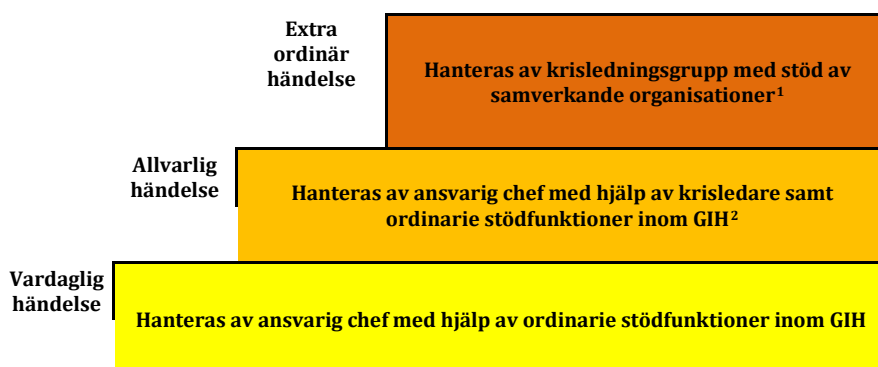 Extra
ordinär
händelse
Hanteras av krisledningsgrupp med stöd av
samverkande organisationer¹
Allvarlig
händelse
Hanteras av ansvarig chef med hjälp av krisledare samt
ordinarie stödfunktioner inom GIH²
Vardaglig
händelse
Hanteras av ansvarig chef med hjälp av ordinarie stödfunktioner inom GIH